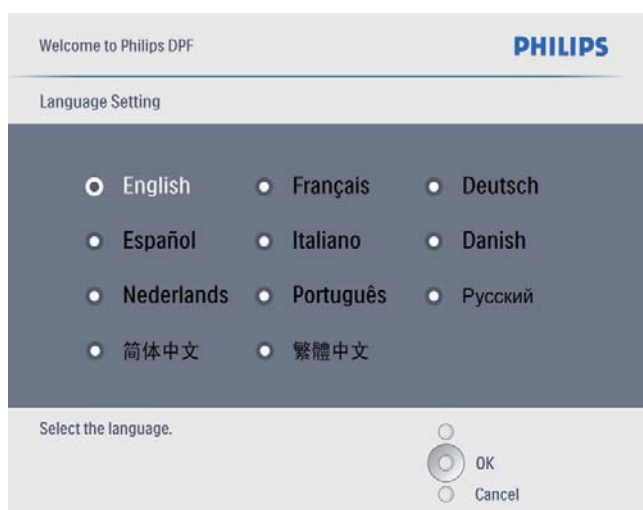 Welcome to Philips DPF
PHILIPS
Language Setting
English Français Deutsch
Español Italiano Danish
Nederlands Português Русский
简体中文 繁體中文
Select the language.
OK
Cancel